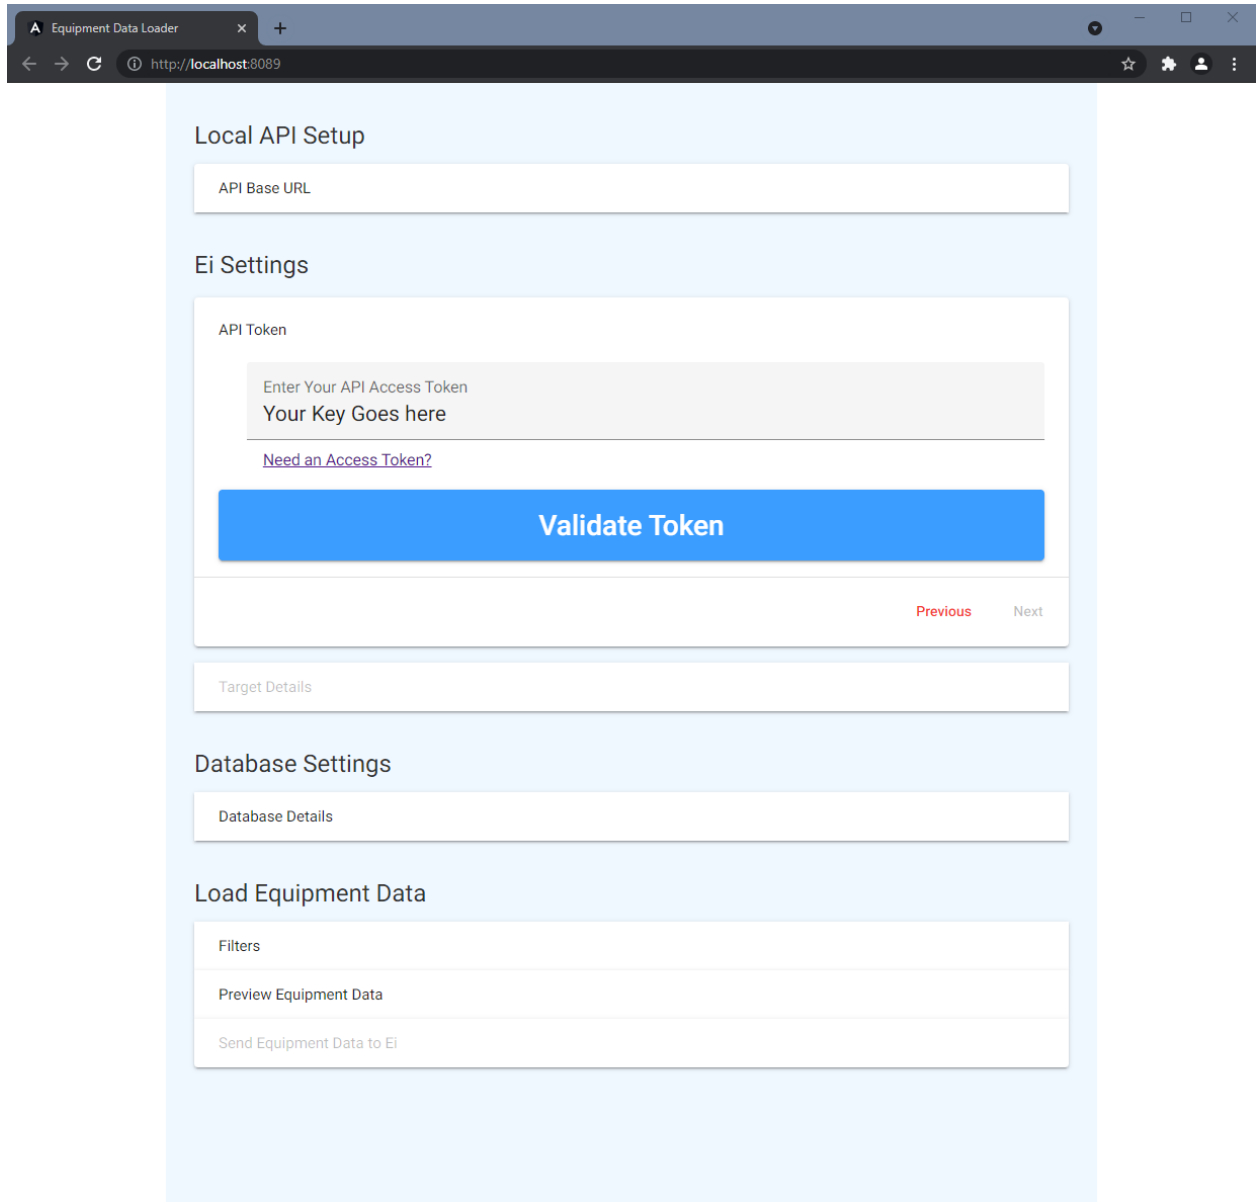 Equipment Data Loader
http://localhost:8089
Local API Setup
API Base URL
Ei Settings
API Token
Enter Your API Access Token
Your Key Goes here
Need an Access Token?
Validate Token
Previous Next
Target Details
Database Settings
Database Details
Load Equipment Data
Filters
Preview Equipment Data
Send Equipment Data to Ei